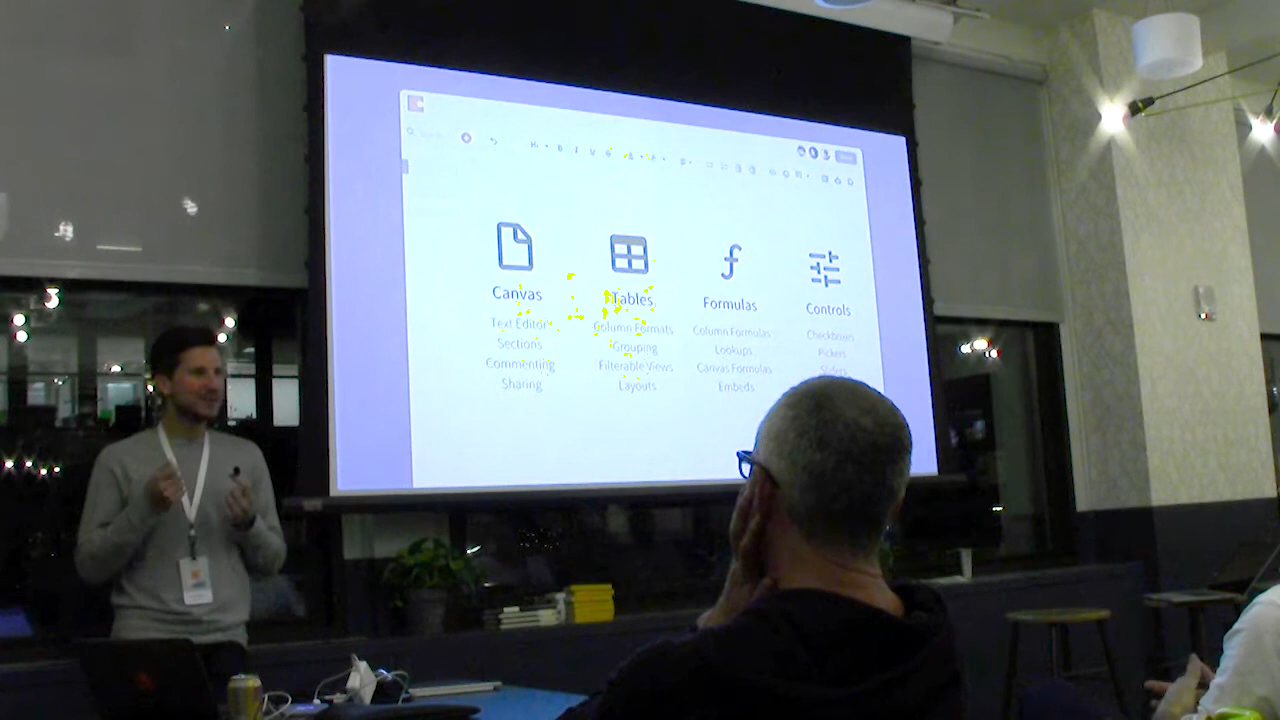 Canvas
Text Editor
Sections
Commenting
Sharing
Tables
Column Formats
Grouping
Filterable Views
Layouts
Formulas
Column Formulas
Lookups
Canvas Formulas
Embeds
Controls
Checkboxes
Pickers
Sliders